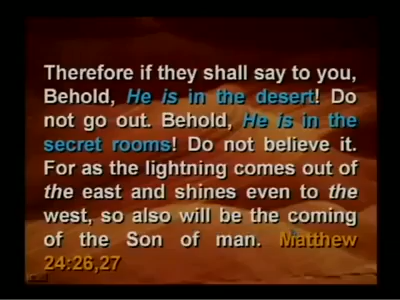 Therefore if they shall say to you,
Behold, He is in the desert! Do
not go out. Behold, He is in the
secret rooms! Do not believe it.
For as the lightning comes out of
the east and shines even to the
west, so also will be the coming
of the Son of man. Matthew
24:26,27